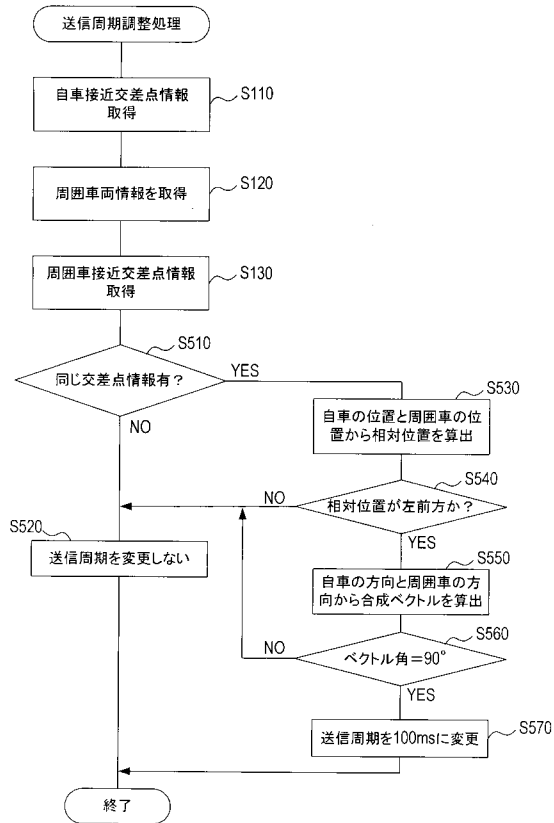 送信周期調整処理
自車接近交差点情報
取得
S110
周囲車両情報を取得
S120
周囲車接近交差点情報
取得
S130
同じ交差点情報有？
S510
YES
NO
自車の位置と周囲車の位
置から相対位置を算出
S530
相対位置が左前方か？
S540
NO
YES
送信周期を変更しない
S520
自車の方向と周囲車の方
向から合成ベクトルを算出
S550
ベクトル角＝90°
S560
NO
YES
送信周期を100msに変更
S570
終了